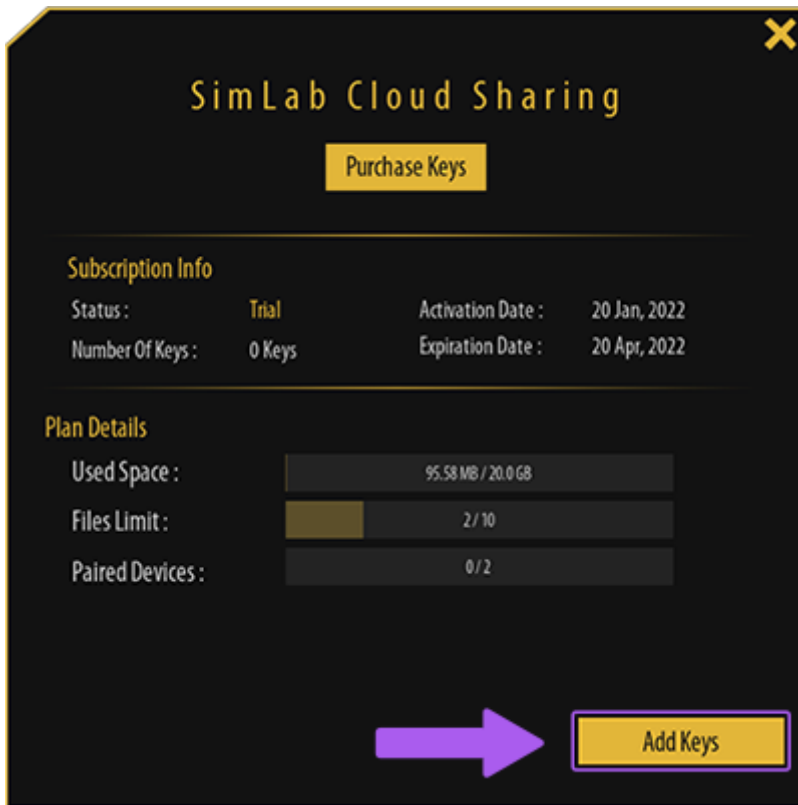 SimLab Cloud Sharing
Purchase Keys
Subscription Info
Status : Trial Activation Date : 20 Jan, 2022
Number Of Keys : 0 Keys Expiration Date : 20 Apr, 2022
Plan Details
Used Space : 95.58 MB / 20.0 GB
Files Limit : 2 / 10
Paired Devices : 0 / 2
Add Keys